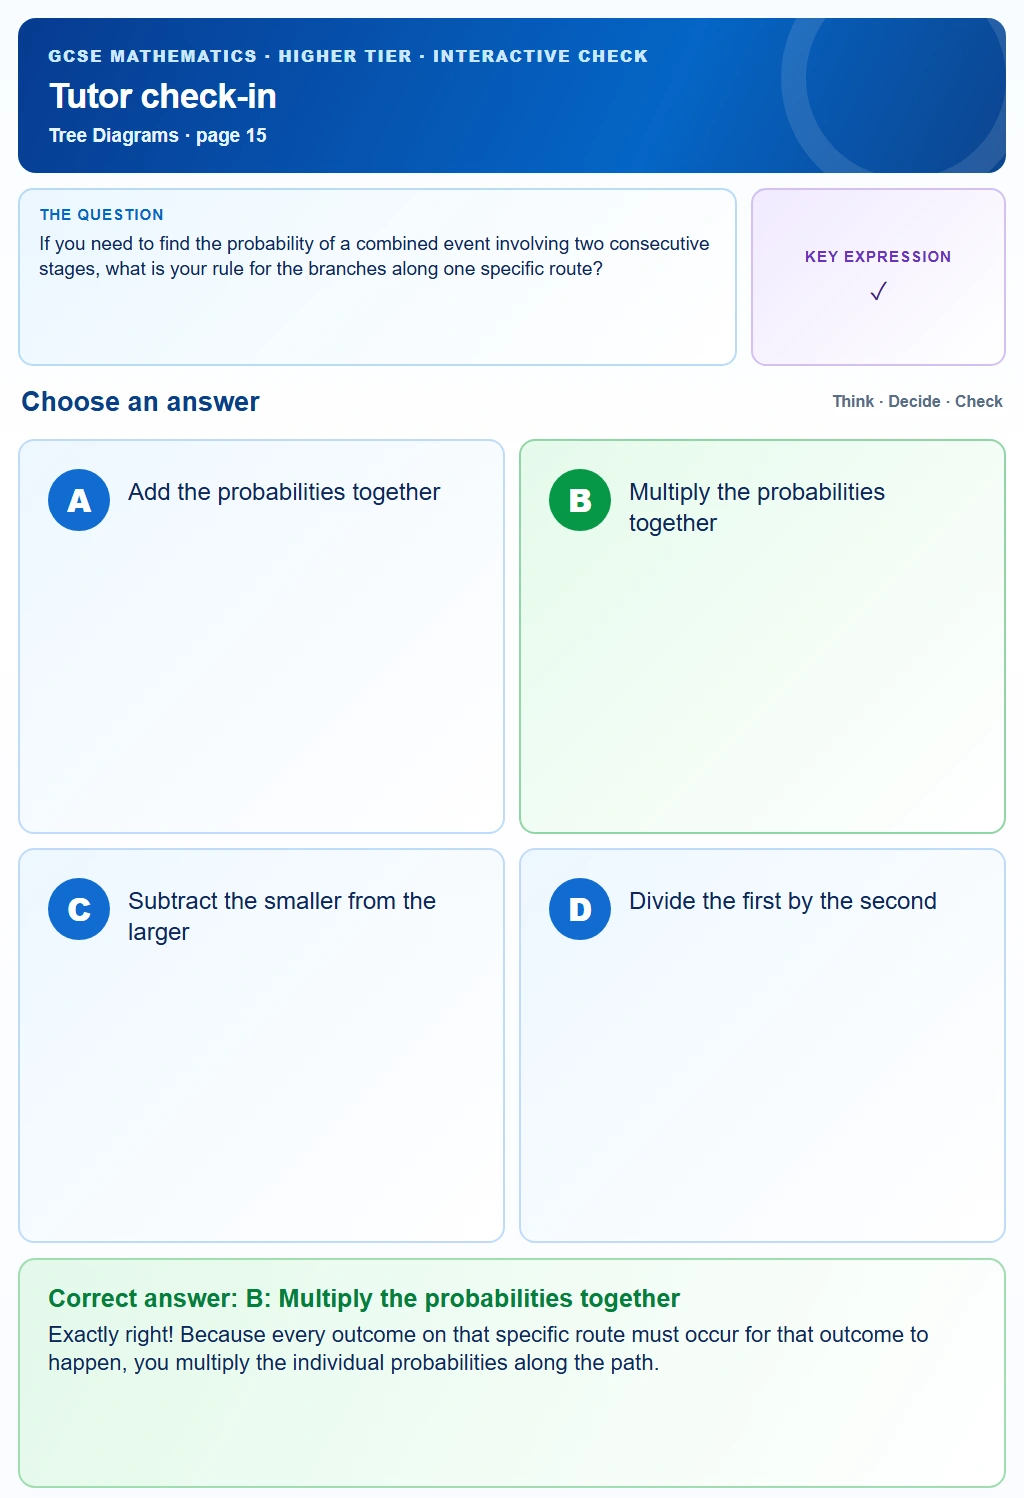 GCSE MATHEMATICS · HIGHER TIER · INTERACTIVE CHECK
Tutor check-in
Tree Diagrams · page 15
THE QUESTION
If you need to find the probability of a combined event involving two consecutive
stages, what is your rule for the branches along one specific route?
KEY EXPRESSION
✓
Choose an answer
Think · Decide · Check
A
Add the probabilities together
B
Multiply the probabilities
together
C
Subtract the smaller from the
larger
D
Divide the first by the second
Correct answer: B: Multiply the probabilities together
Exactly right! Because every outcome on that specific route must occur for that outcome to
happen, you multiply the individual probabilities along the path.